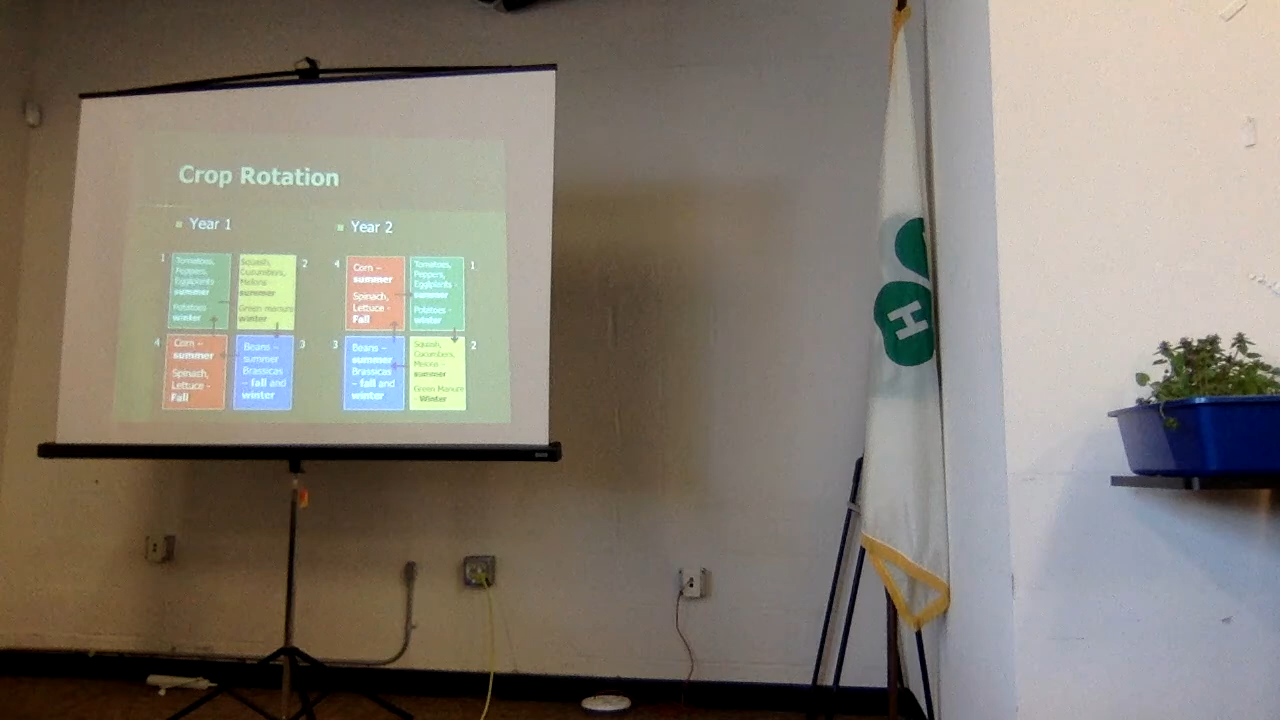 Crop Rotation
Year 1
Year 2
1
Tomatoes,
Peppers,
Eggplants
summer
Potatoes
winter
Squash,
Cucumbers,
Melons
summer
Green manure
winter
2
4
Corn –
summer
Spinach,
Lettuce -
Fall
Beans –
summer
Brassicas
– fall and
winter
3
4
Corn –
summer
Spinach,
Lettuce -
Fall
Tomatoes,
Peppers,
Eggplants -
summer
Potatoes -
winter
1
3
Beans –
summer
Brassicas
– fall and
winter
Squash,
Cucumbers,
Melons -
summer
Green Manure
- Winter
2
H